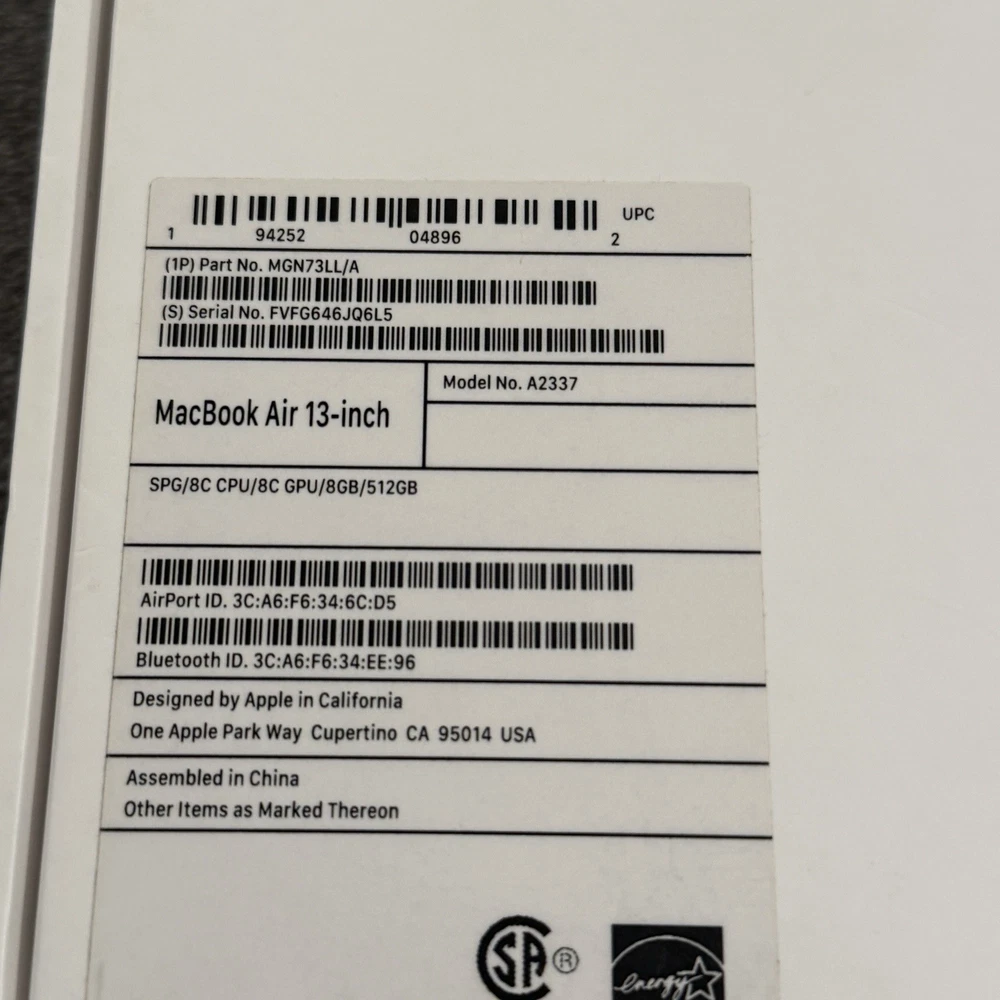 UPC
1 94252 04896 2
(1P) Part No. MGN73LL/A
(S) Serial No. FVFG646JQ6L5
MacBook Air 13-inch
Model No. A2337
SPG/8C CPU/8C GPU/8GB/512GB
AirPort ID. 3C:A6:F6:34:6C:D5
Bluetooth ID. 3C:A6:F6:34:EE:96
Designed by Apple in California
One Apple Park Way Cupertino CA 95014 USA
Assembled in China
Other Items as Marked Thereon
SA ®
energy